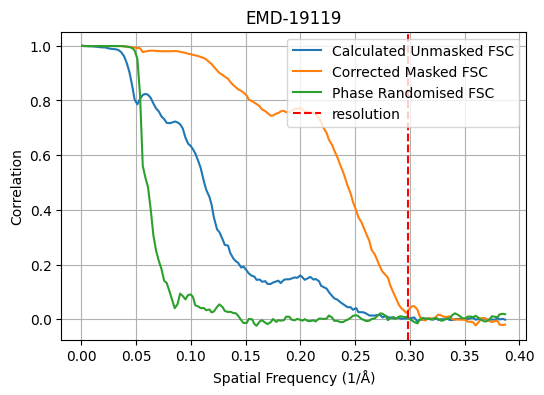 EMD-19119
Calculated Unmasked FSC
Corrected Masked FSC
Phase Randomised FSC
resolution
Correlation
1.0
0.8
0.6
0.4
0.2
0.0
0.00 0.05 0.10 0.15 0.20 0.25 0.30 0.35 0.40
Spatial Frequency (1/Å)